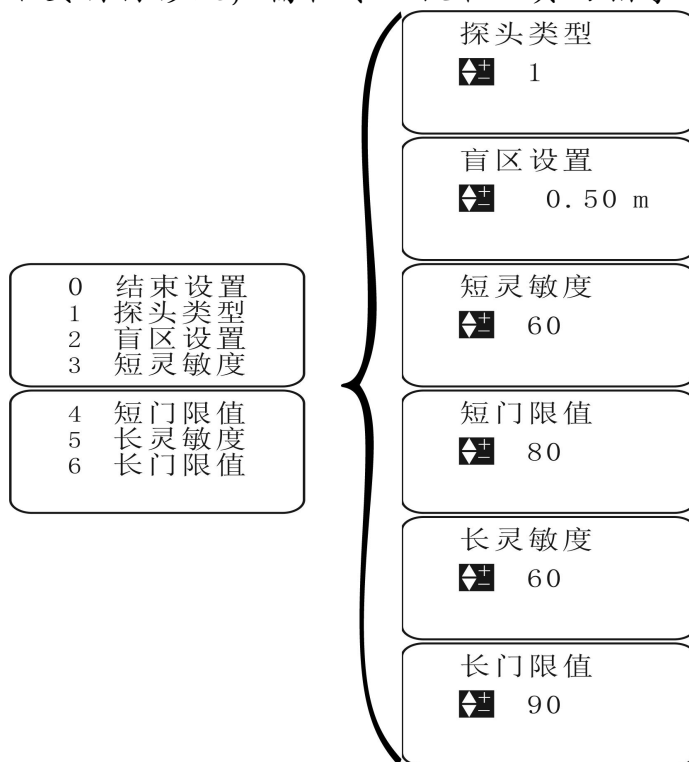 0 结束设置
1 探头类型
2 盲区设置
3 短灵敏度
4 短门限值
5 长灵敏度
6 长门限值
探头类型
1
盲区设置
0.50 m
短灵敏度
60
短门限值
80
长灵敏度
60
长门限值
90